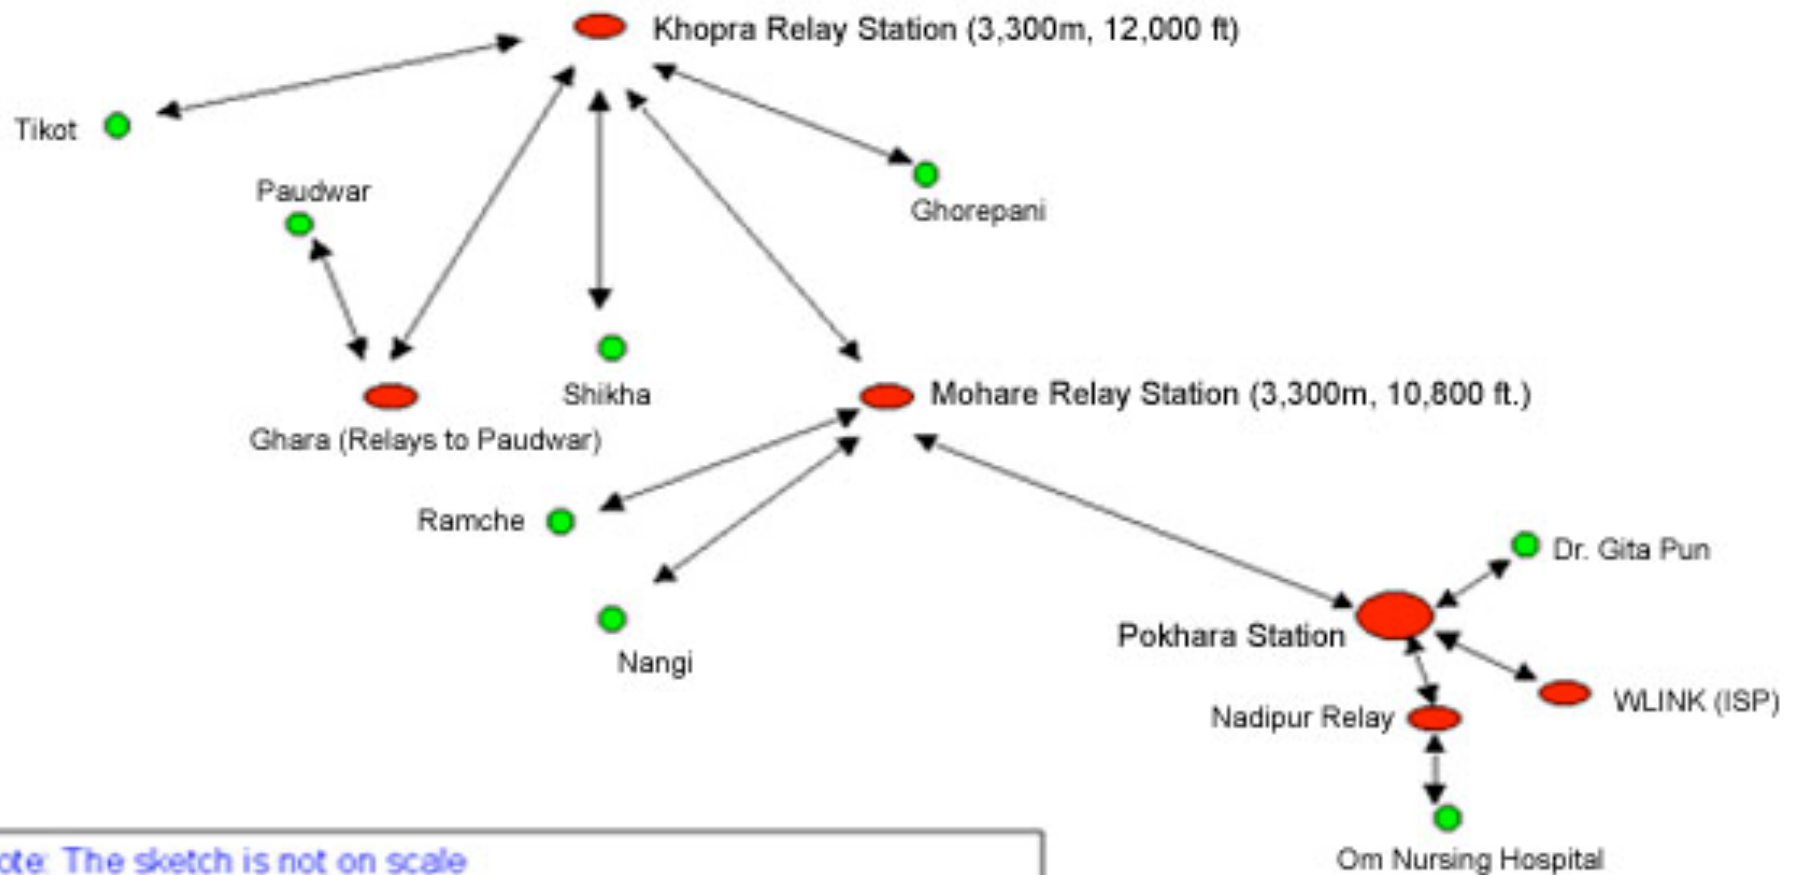 Khopra Relay Station (3,300m, 12,000 ft)
Tikot
Paudwar
Ghorepani
Shikha
Mohare Relay Station (3,300m, 10,800 ft.)
Ghara (Relays to Paudwar)
Ramche
Dr. Gita Pun
Pokhara Station
Nangi
WLINK (ISP)
Nadipur Relay
Om Nursing Hospital
ote: The sketch is not on scale